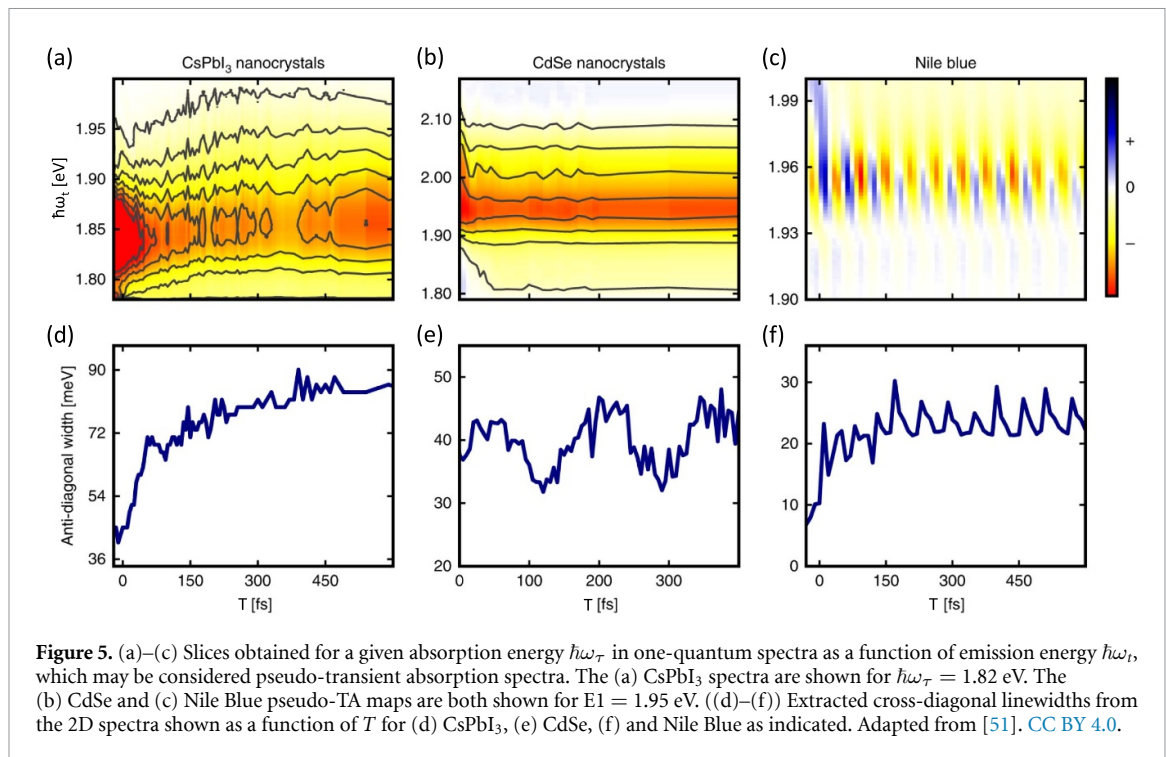 (a)
CsPbI₃ nanocrystals
(b)
CdSe nanocrystals
(c)
Nile blue
ħωt [eV]
1.95
1.90
1.85
1.80
2.10
2.00
1.90
1.80
1.99
1.96
1.93
1.90
+
0
−
(d)
(e)
(f)
Anti-diagonal width [meV]
90
72
54
36
0
150
300
450
T [fs]
50
40
30
20
0
100
200
300
T [fs]
30
20
10
0
0
150
300
450
T [fs]
Figure 5. (a)–(c) Slices obtained for a given absorption energy ħωτ in one-quantum spectra as a function of emission energy ħωt,
which may be considered pseudo-transient absorption spectra. The (a) CsPbI₃ spectra are shown for ħωτ = 1.82 eV. The
(b) CdSe and (c) Nile Blue pseudo-TA maps are both shown for E1 = 1.95 eV. ((d)–(f)) Extracted cross-diagonal linewidths from
the 2D spectra shown as a function of T for (d) CsPbI₃, (e) CdSe, (f) and Nile Blue as indicated. Adapted from [51]. CC BY 4.0.